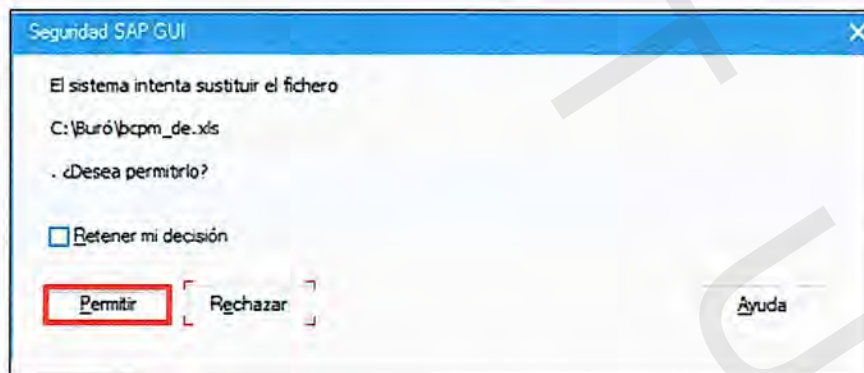 Seguridad SAP GUI
El sistema intenta sustituir el fichero
C:\Buró\bcpm_de.xls
. ¿Desea permitirlo?
Retener mi decisión
Permitir Rechazar Ayuda